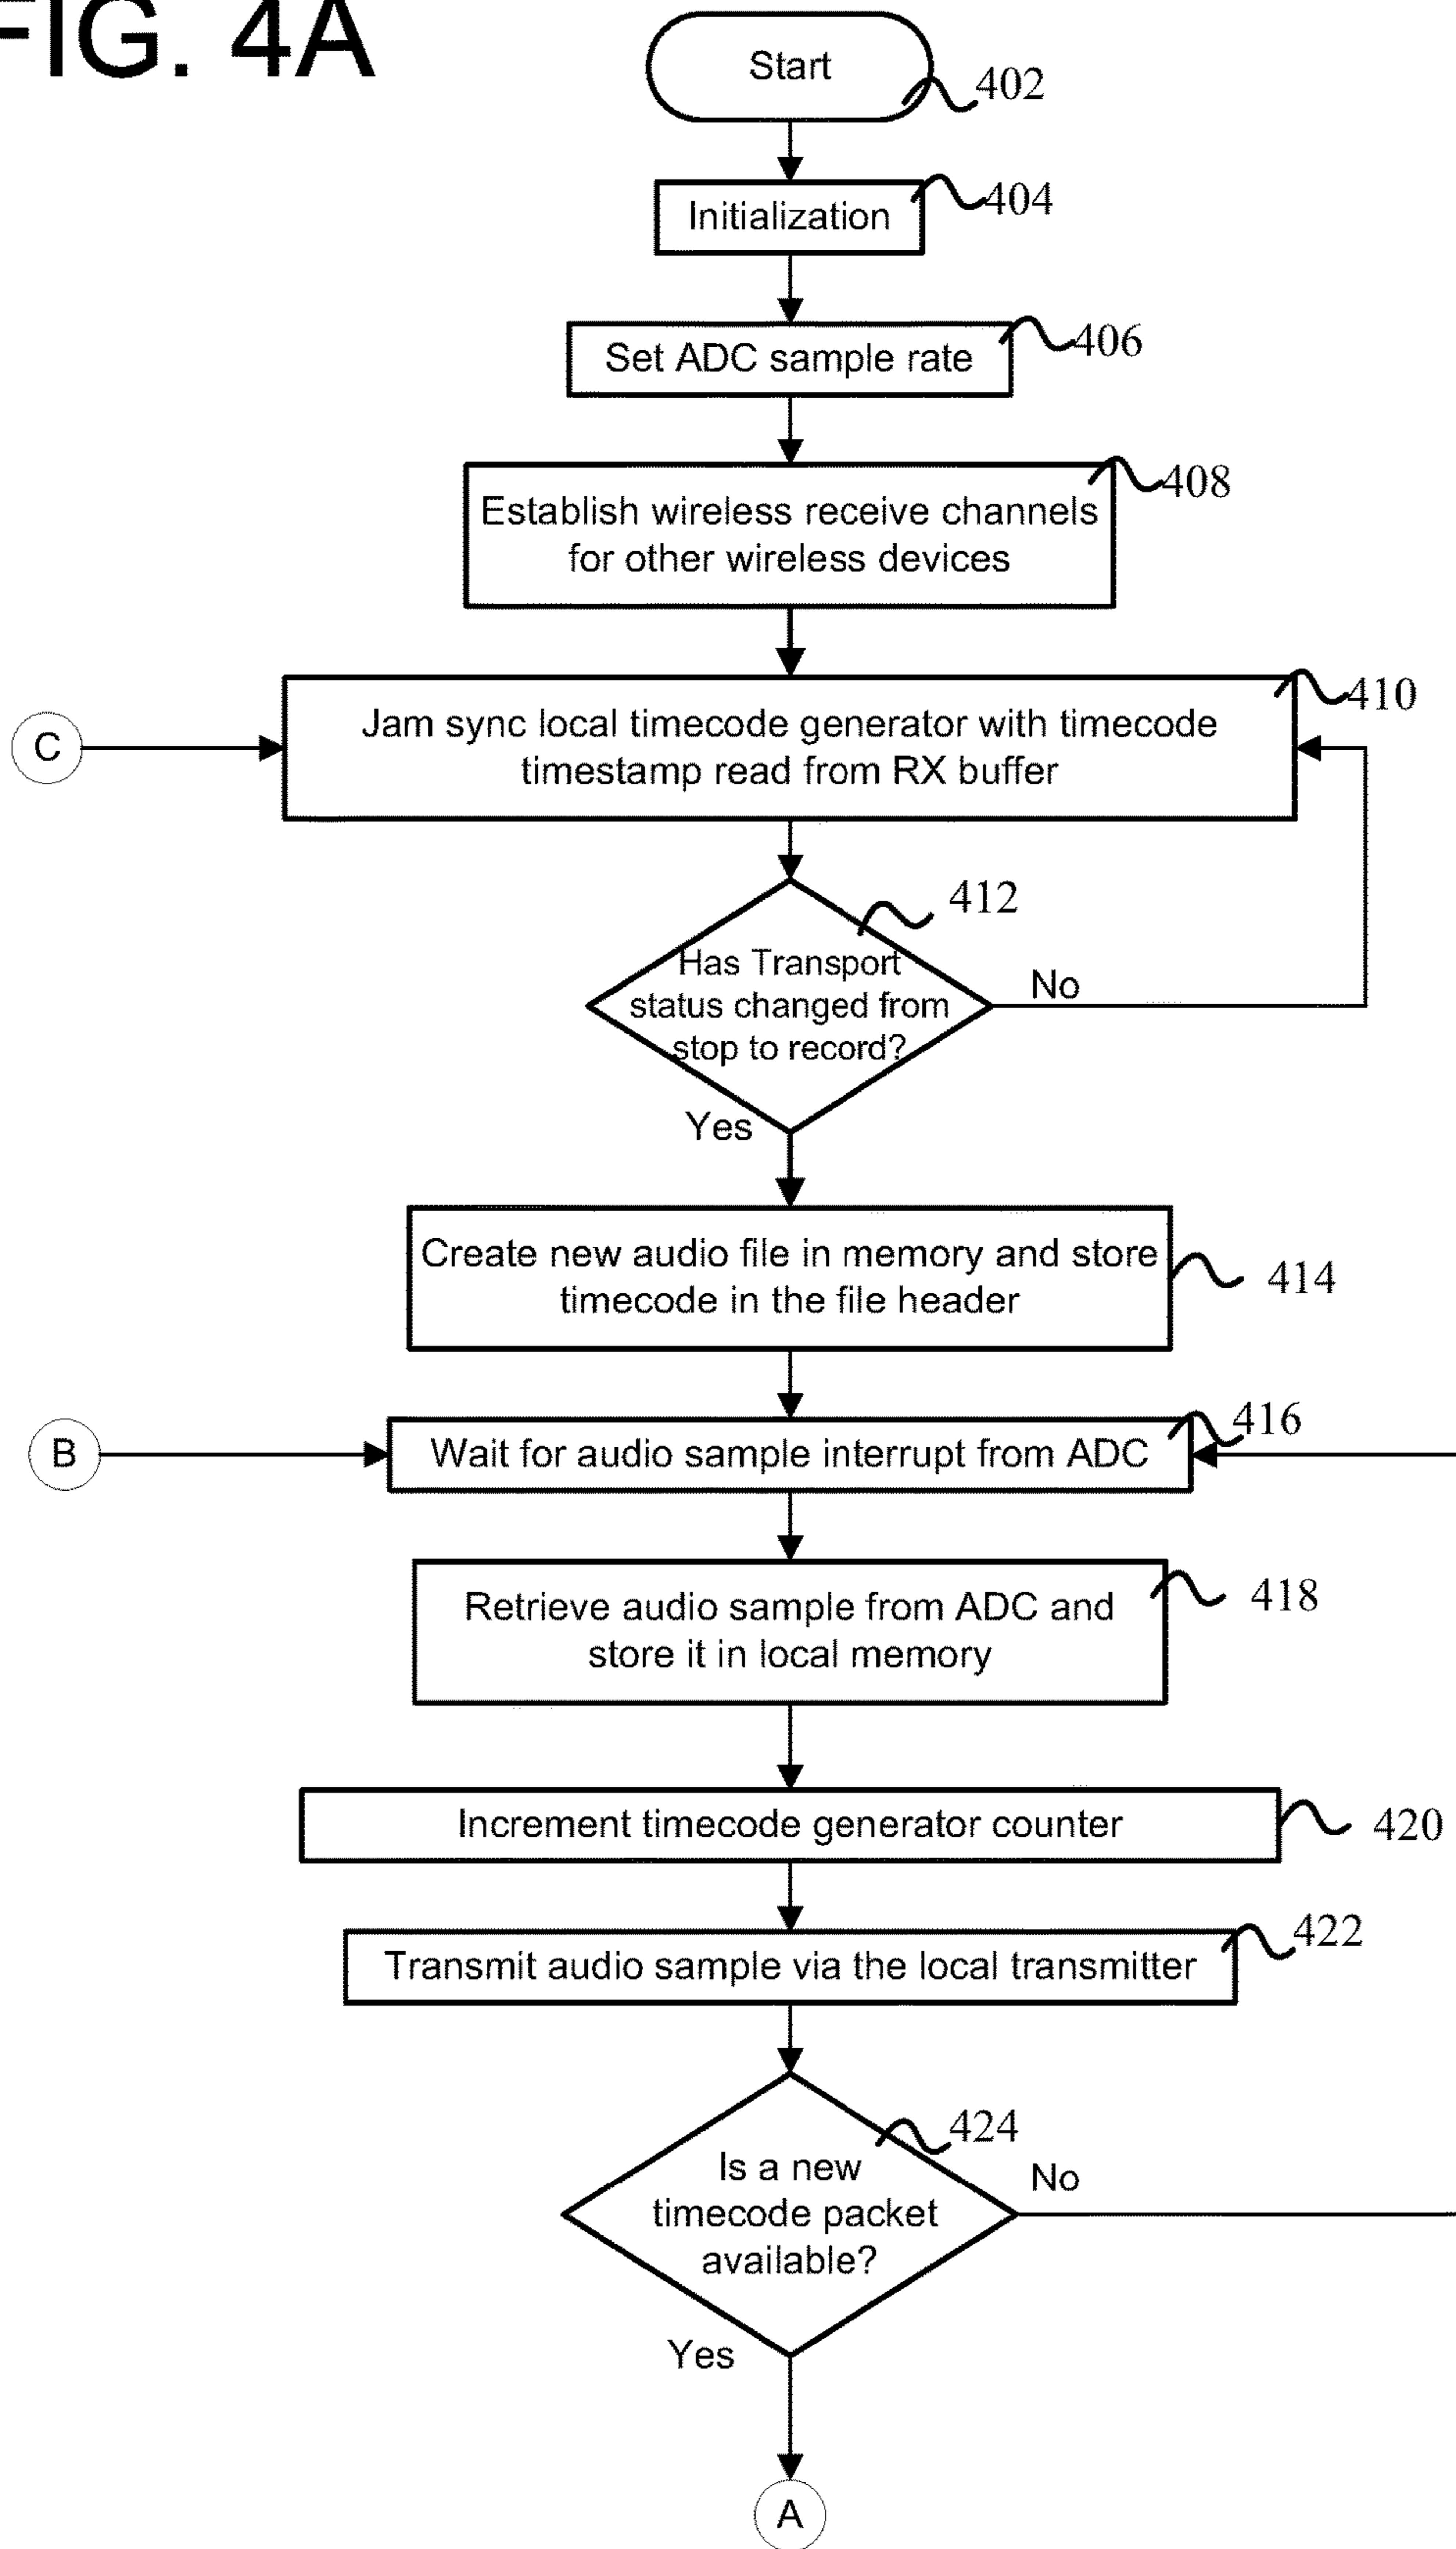 FIG. 4A
Start
402
Initialization
404
Set ADC sample rate
406
Establish wireless receive channels
for other wireless devices
408
C
Jam sync local timecode generator with timecode
timestamp read from RX buffer
410
Has Transport
status changed from
stop to record?
412
No
Yes
Create new audio file in memory and store
timecode in the file header
414
B
Wait for audio sample interrupt from ADC
416
Retrieve audio sample from ADC and
store it in local memory
418
Increment timecode generator counter
420
Transmit audio sample via the local transmitter
422
Is a new
timecode packet
available?
424
No
Yes
A